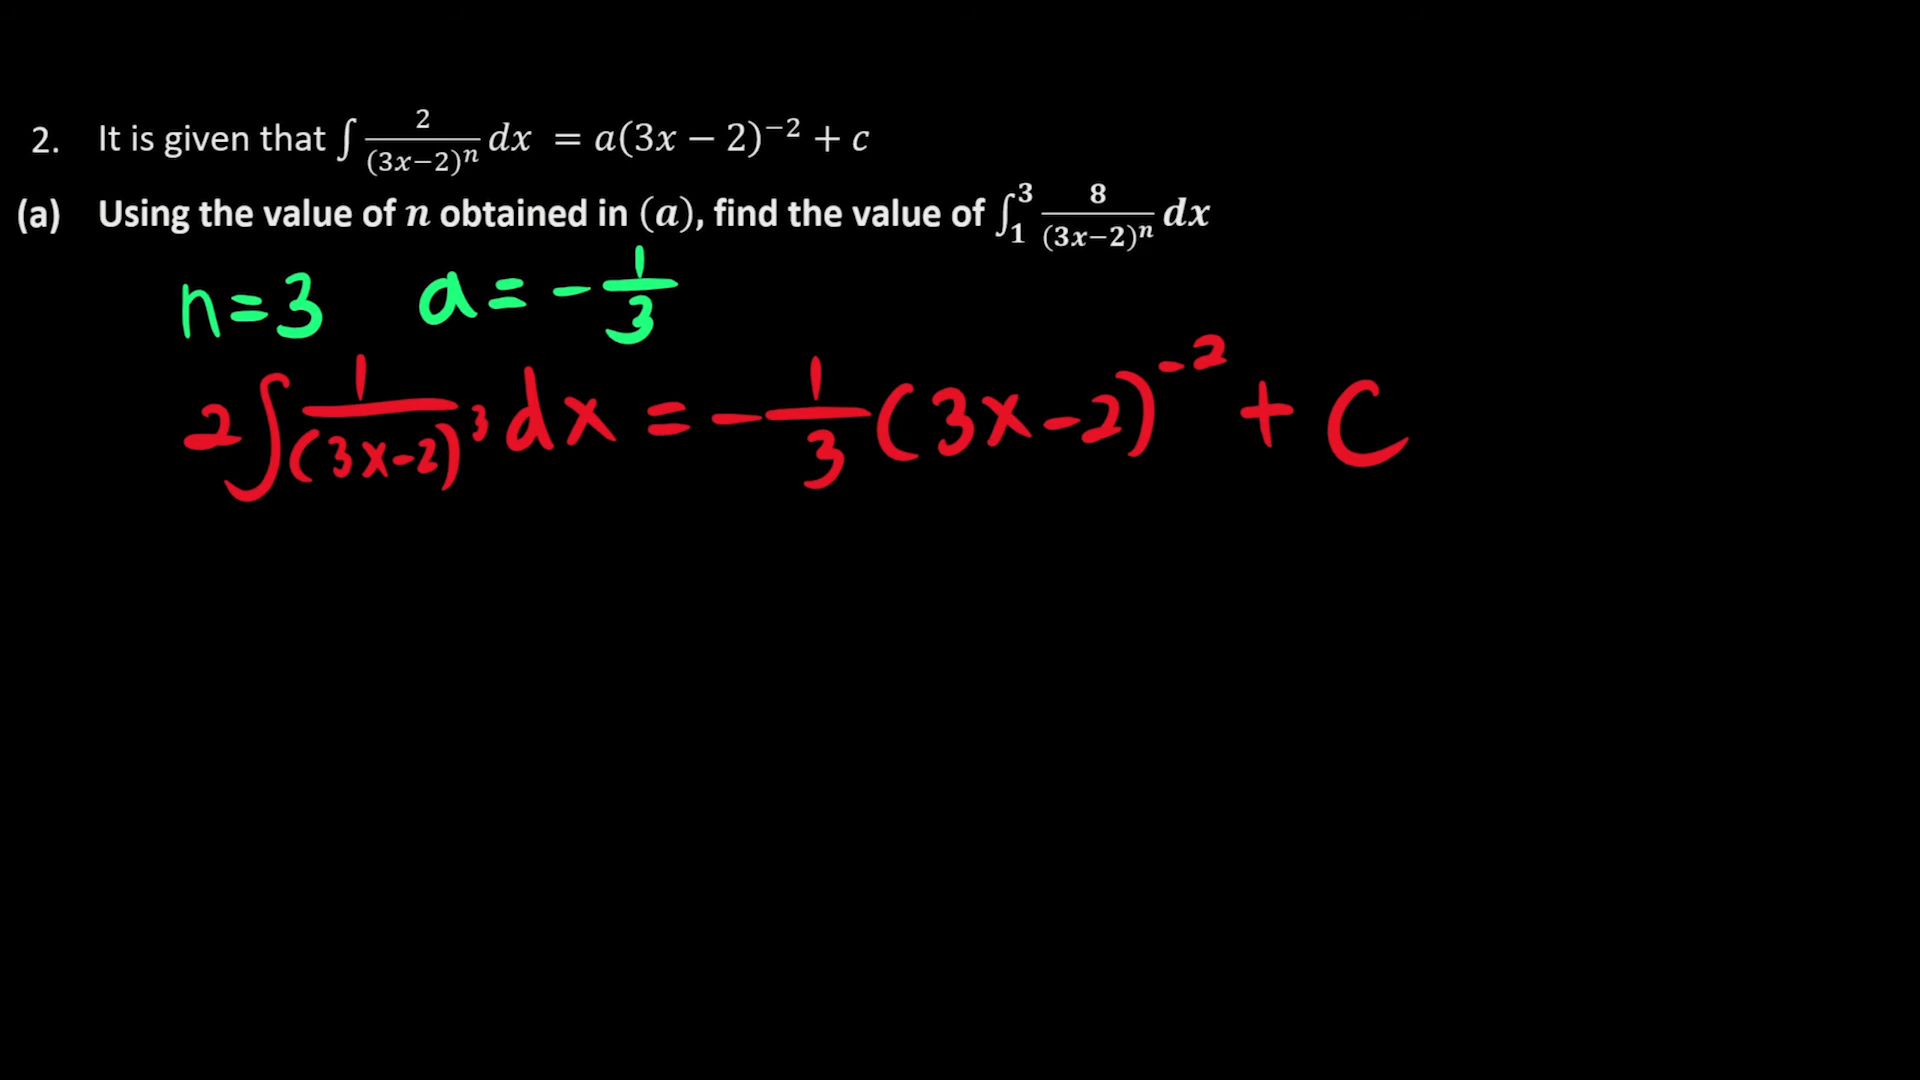 2. It is given that ∫ 2/(3x−2)ⁿ dx = a(3x − 2)⁻² + c
(a) Using the value of n obtained in (a), find the value of ∫₁³ 8/(3x−2)ⁿ dx
n=3 a=-1/3
2∫ 1/(3x-2)³ dx = -1/3 (3x-2)⁻² + C